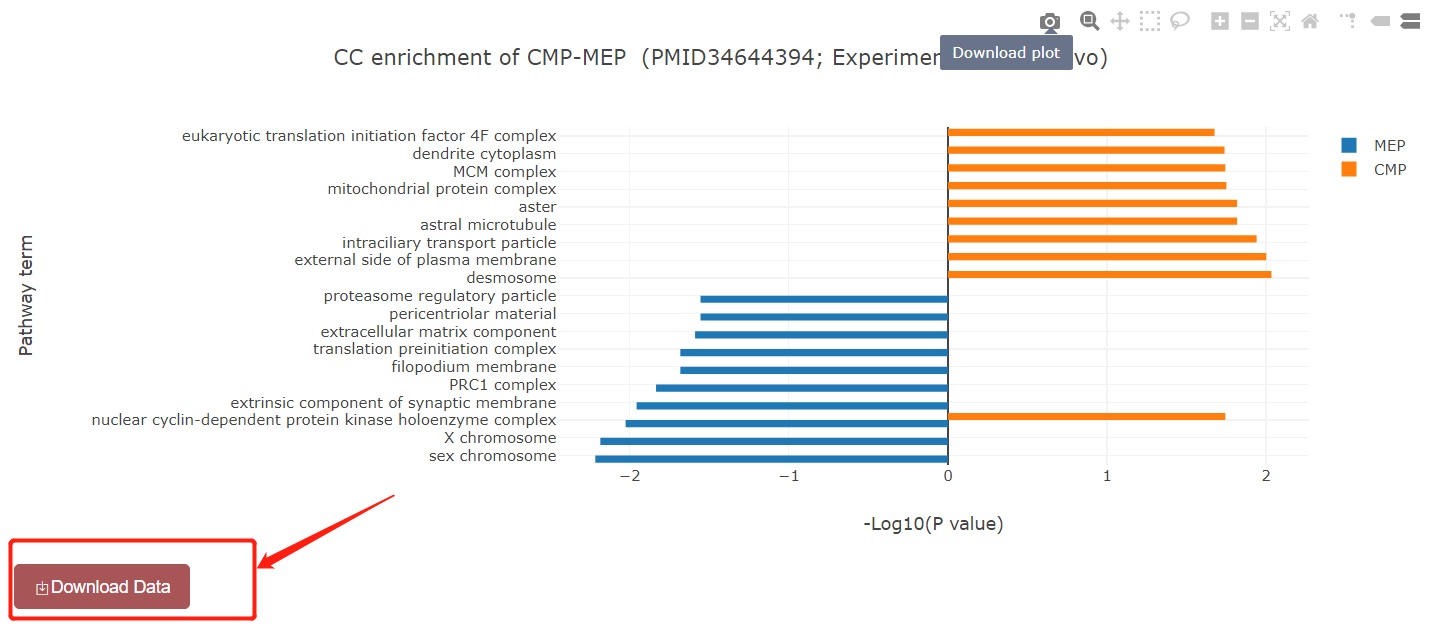 Download plot
CC enrichment of CMP-MEP (PMID34644394; Experimen vo)
eukaryotic translation initiation factor 4F complex
dendrite cytoplasm
MCM complex
mitochondrial protein complex
aster
astral microtubule
intraciliary transport particle
external side of plasma membrane
desmosome
proteasome regulatory particle
pericentriolar material
extracellular matrix component
translation preinitiation complex
filopodium membrane
PRC1 complex
extrinsic component of synaptic membrane
nuclear cyclin-dependent protein kinase holoenzyme complex
X chromosome
sex chromosome
Pathway term
−2 −1 0 1 2
-Log10(P value)
MEP
CMP
Download Data